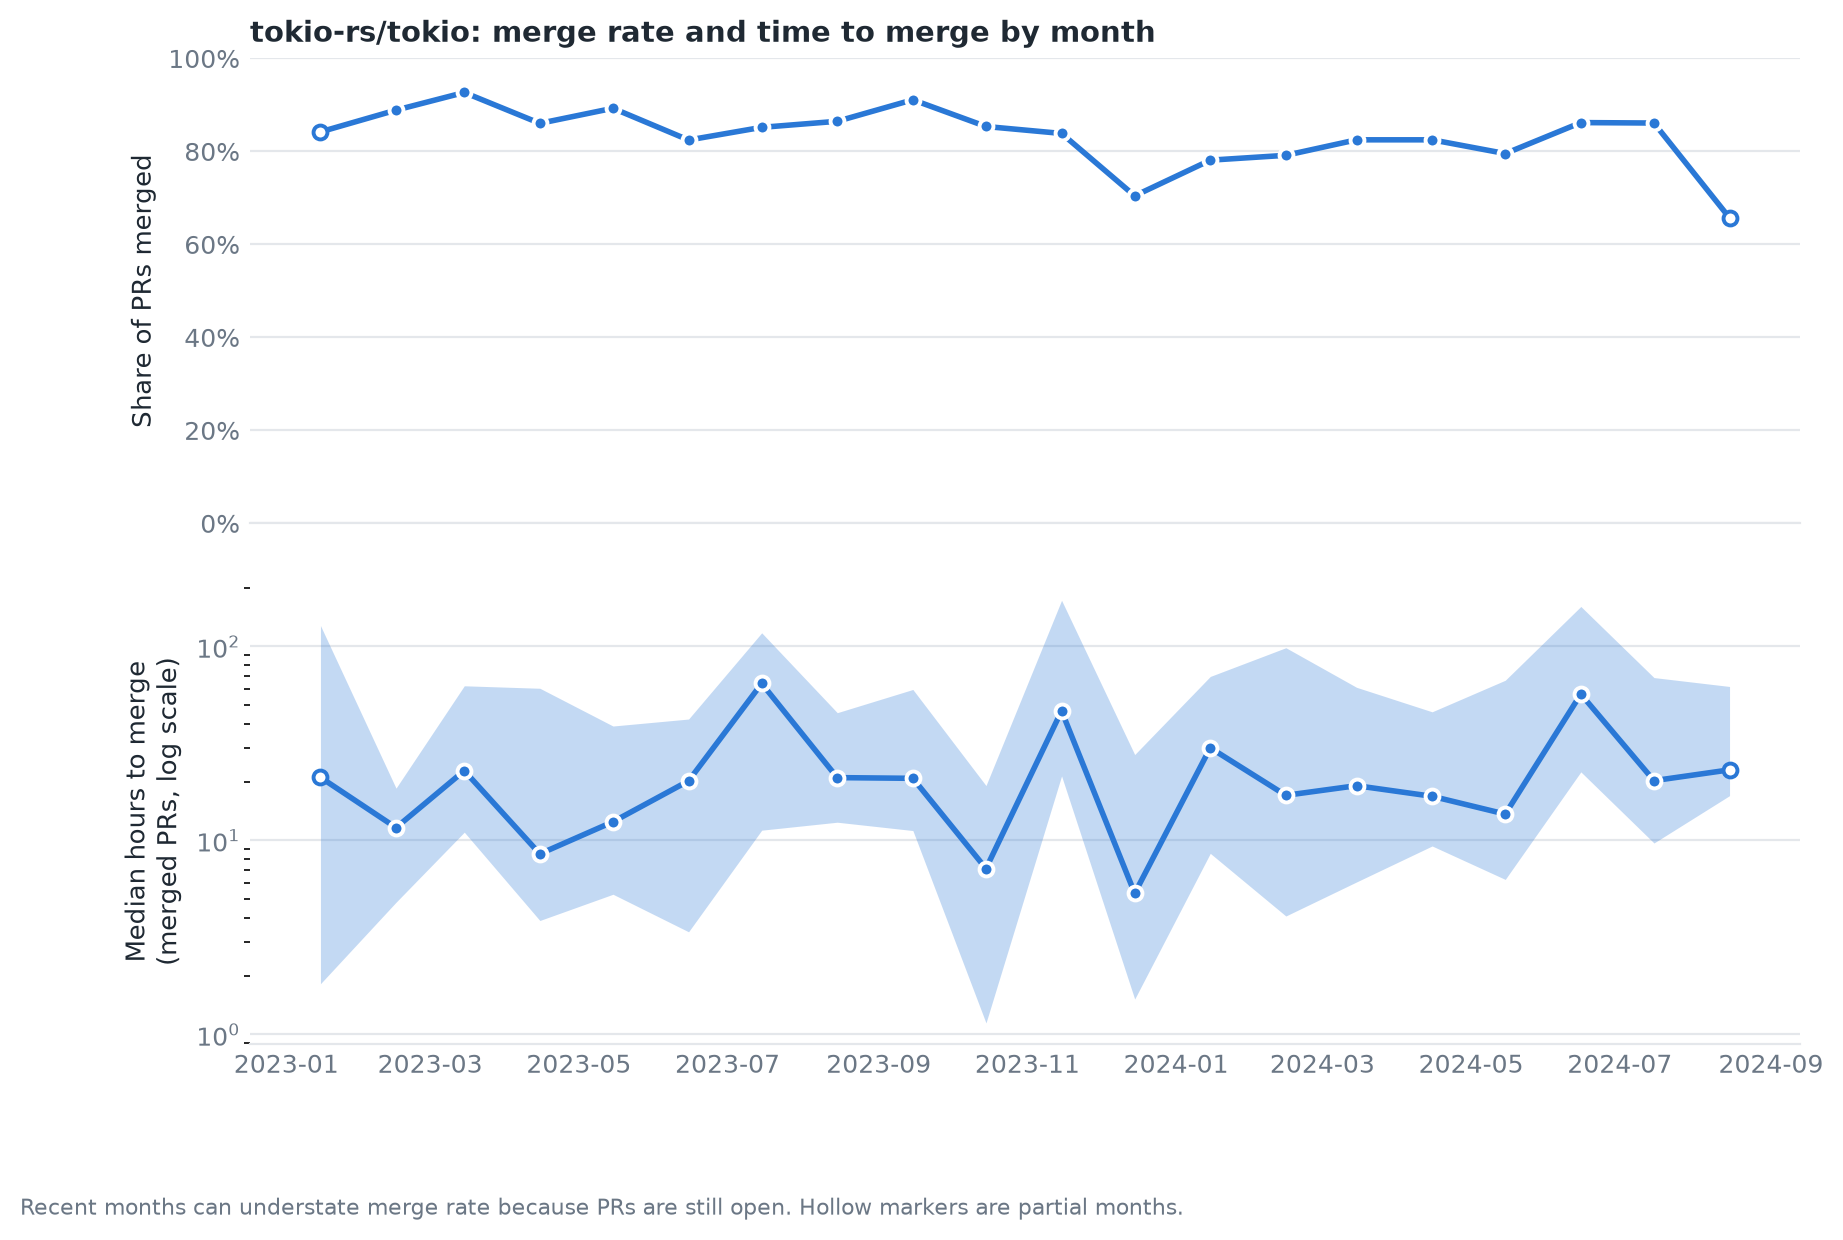 tokio-rs/tokio: merge rate and time to merge by month
100%
80%
60%
40%
20%
0%
Share of PRs merged
10²
10¹
10⁰
Median hours to merge
(merged PRs, log scale)
2023-01 2023-03 2023-05 2023-07 2023-09 2023-11 2024-01 2024-03 2024-05 2024-07 2024-09
Recent months can understate merge rate because PRs are still open. Hollow markers are partial months.